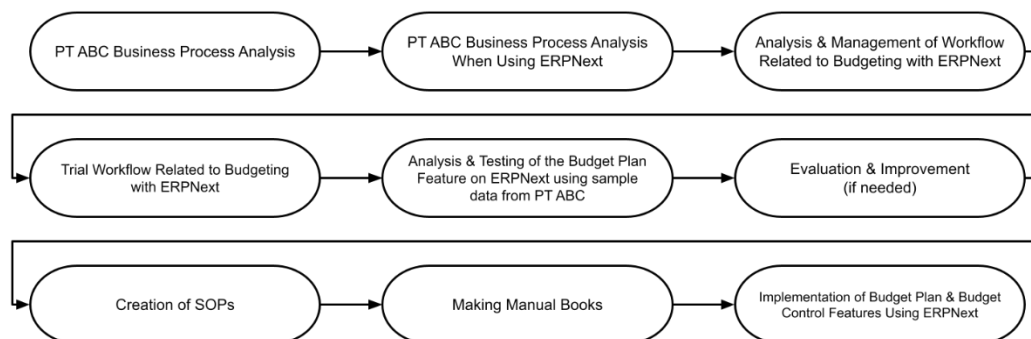 PT ABC Business Process Analysis
PT ABC Business Process Analysis
When Using ERPNext
Analysis & Management of Workflow
Related to Budgeting with ERPNext
Trial Workflow Related to Budgeting
with ERPNext
Analysis & Testing of the Budget Plan
Feature on ERPNext using sample
data from PT ABC
Evaluation & Improvement
(if needed)
Creation of SOPs
Making Manual Books
Implementation of Budget Plan & Budget
Control Features Using ERPNext